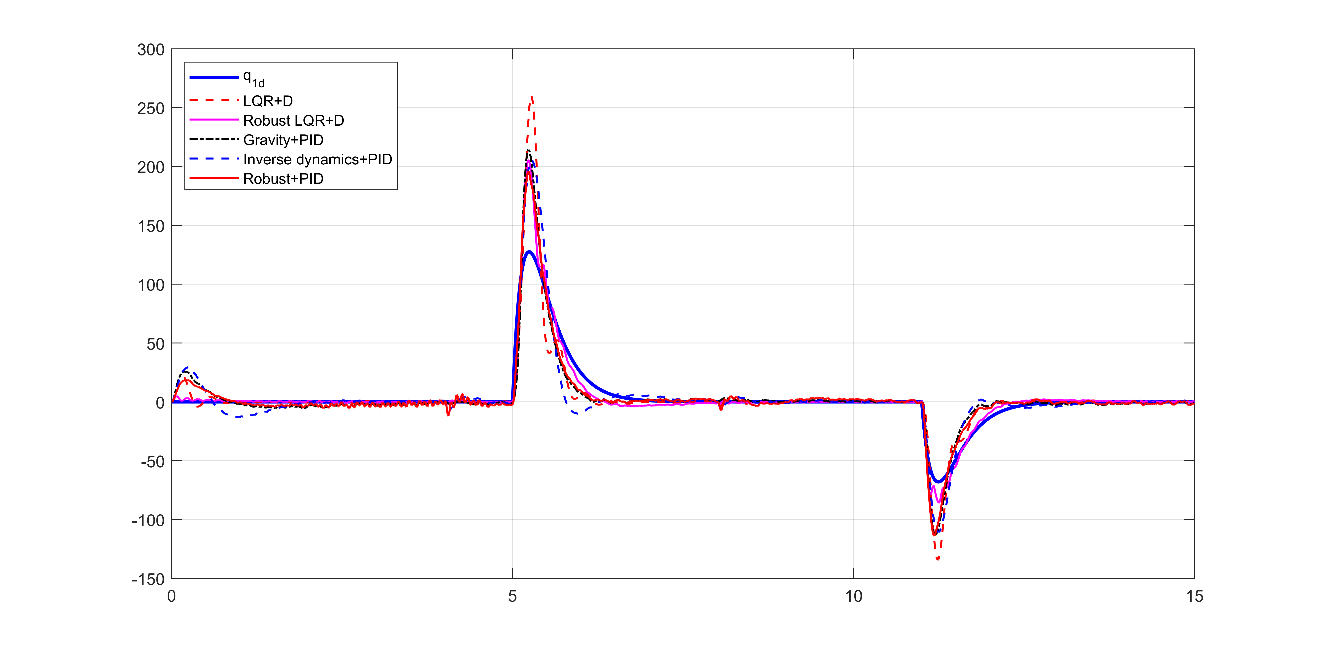 300
250
200
150
100
50
0
-50
-100
-150
q1d
LQR+D
Robust LQR+D
Gravity+PID
Inverse dynamics+PID
Robust+PID
0 5 10 15